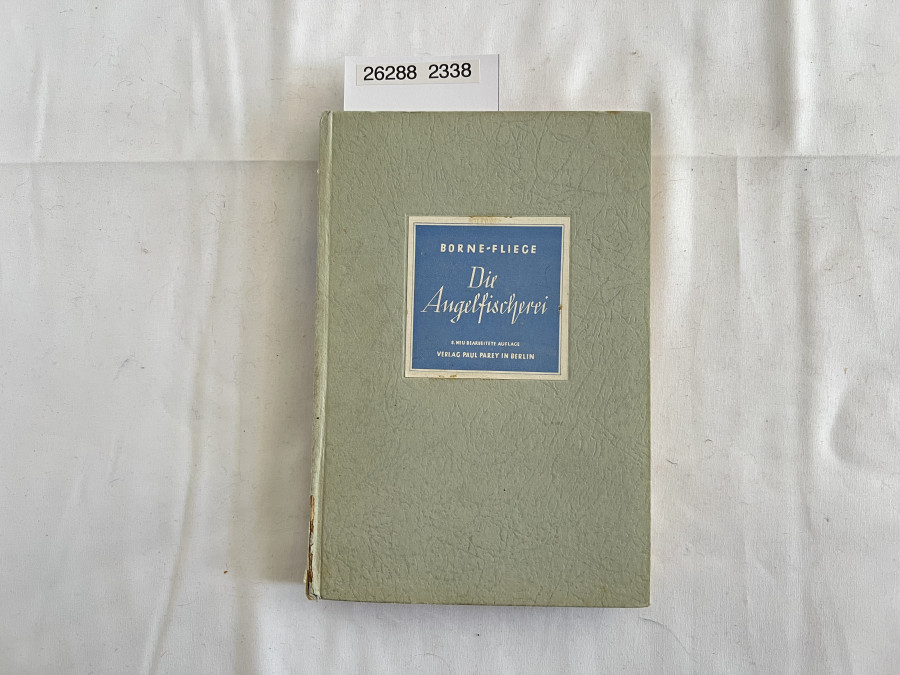 26288 2338
BORNE-FLIEGE
Die
Angelfischerei
NEU BEARBEITETE AUFLAGE
VERLAG PAUL PAREY IN BERLIN